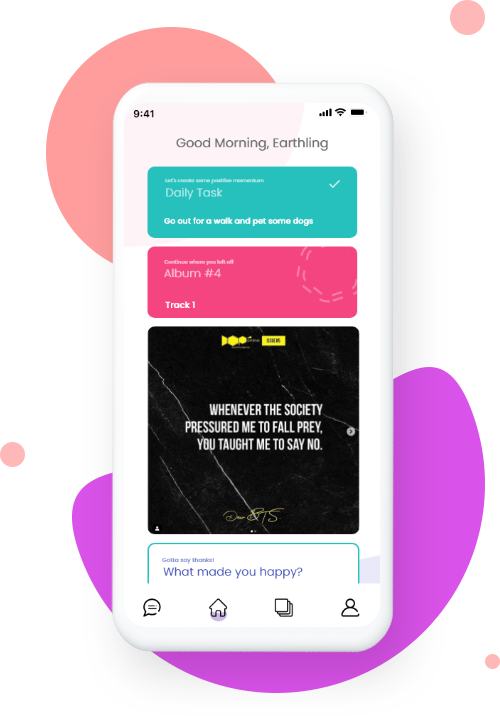 9:41
Good Morning, Earthling
Let's create some positive momentum
Daily Task
Go out for a walk and pet some dogs
Continue where you left off
Album #4
Track 1
WHENEVER THE SOCIETY
PRESSURED ME TO FALL PREY,
YOU TAUGHT ME TO SAY NO.
Dear BTS
Gotta say thanks!
What made you happy?